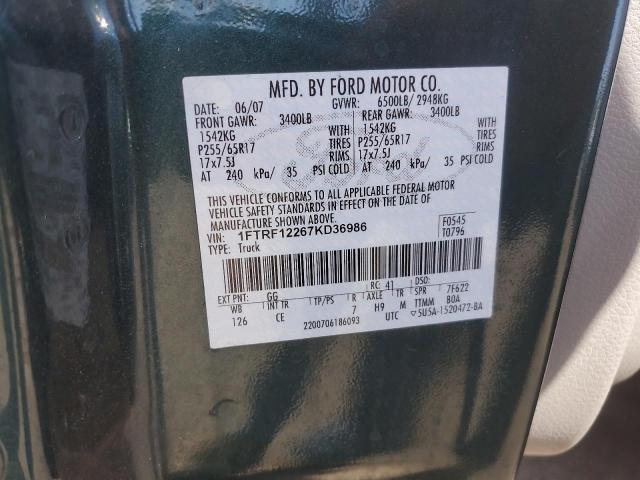 MFD. BY FORD MOTOR CO.
DATE: 06/07 GVWR: 6500LB/ 2948KG
FRONT GAWR: 3400LB REAR GAWR: 3400LB
1542KG WITH 1542KG WITH
P255/65R17 TIRES P255/65R17 TIRES
17x7.5J RIMS 17x7.5J RIMS
AT 240 kPa/ 35 PSI COLD AT 240 kPa/ 35 PSI COLD
Ford
THIS VEHICLE CONFORMS TO ALL APPLICABLE FEDERAL MOTOR
VEHICLE SAFETY STANDARDS IN EFFECT ON THE DATE OF
MANUFACTURE SHOWN ABOVE.
VIN: 1FTRF12267KD36986 F0545
TYPE: Truck T0796
EXT PNT: GG RC: 41 DSO:
WB INT TR TP/PS R AXLE TR SPR 7F622
126 CE 7 H9 M TTMM BOA
2200706186093 UTC ▽5U5A-1520472-BA